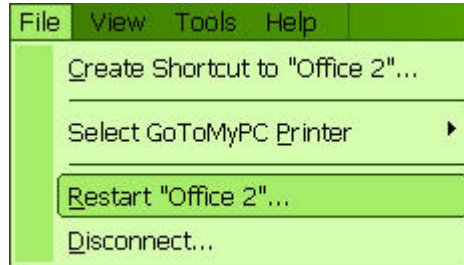 File View Tools Help
Create Shortcut to "Office 2"...
Select GoToMyPC Printer
Restart "Office 2"...
Disconnect...